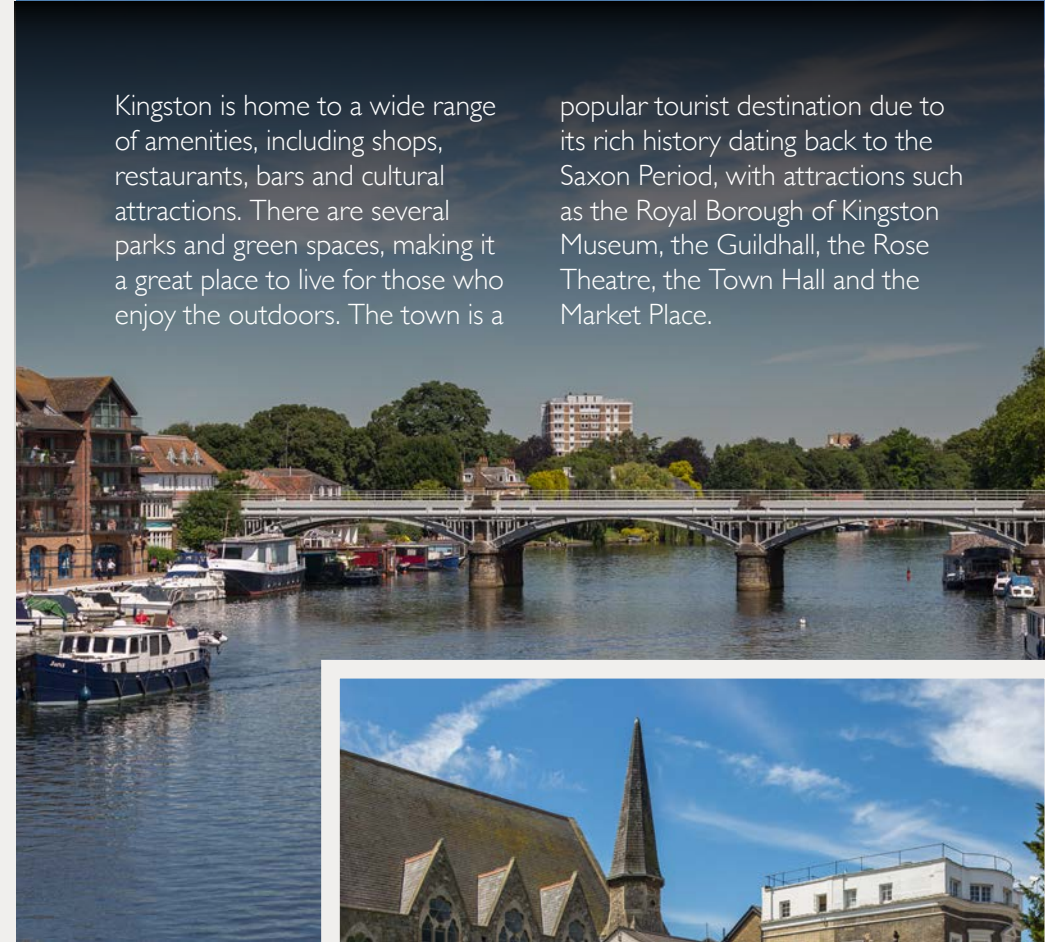 Kingston is home to a wide range
of amenities, including shops,
restaurants, bars and cultural
attractions. There are several
parks and green spaces, making it
a great place to live for those who
enjoy the outdoors. The town is a
popular tourist destination due to
its rich history dating back to the
Saxon Period, with attractions such
as the Royal Borough of Kingston
Museum, the Guildhall, the Rose
Theatre, the Town Hall and the
Market Place.